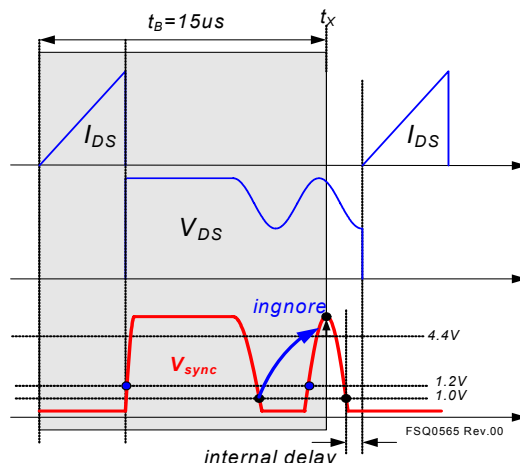 t_B=15us
t_X
I_DS
I_DS
V_DS
ingnore
4.4V
V_sync
1.2V
1.0V
FSQ0565 Rev.00
internal delay